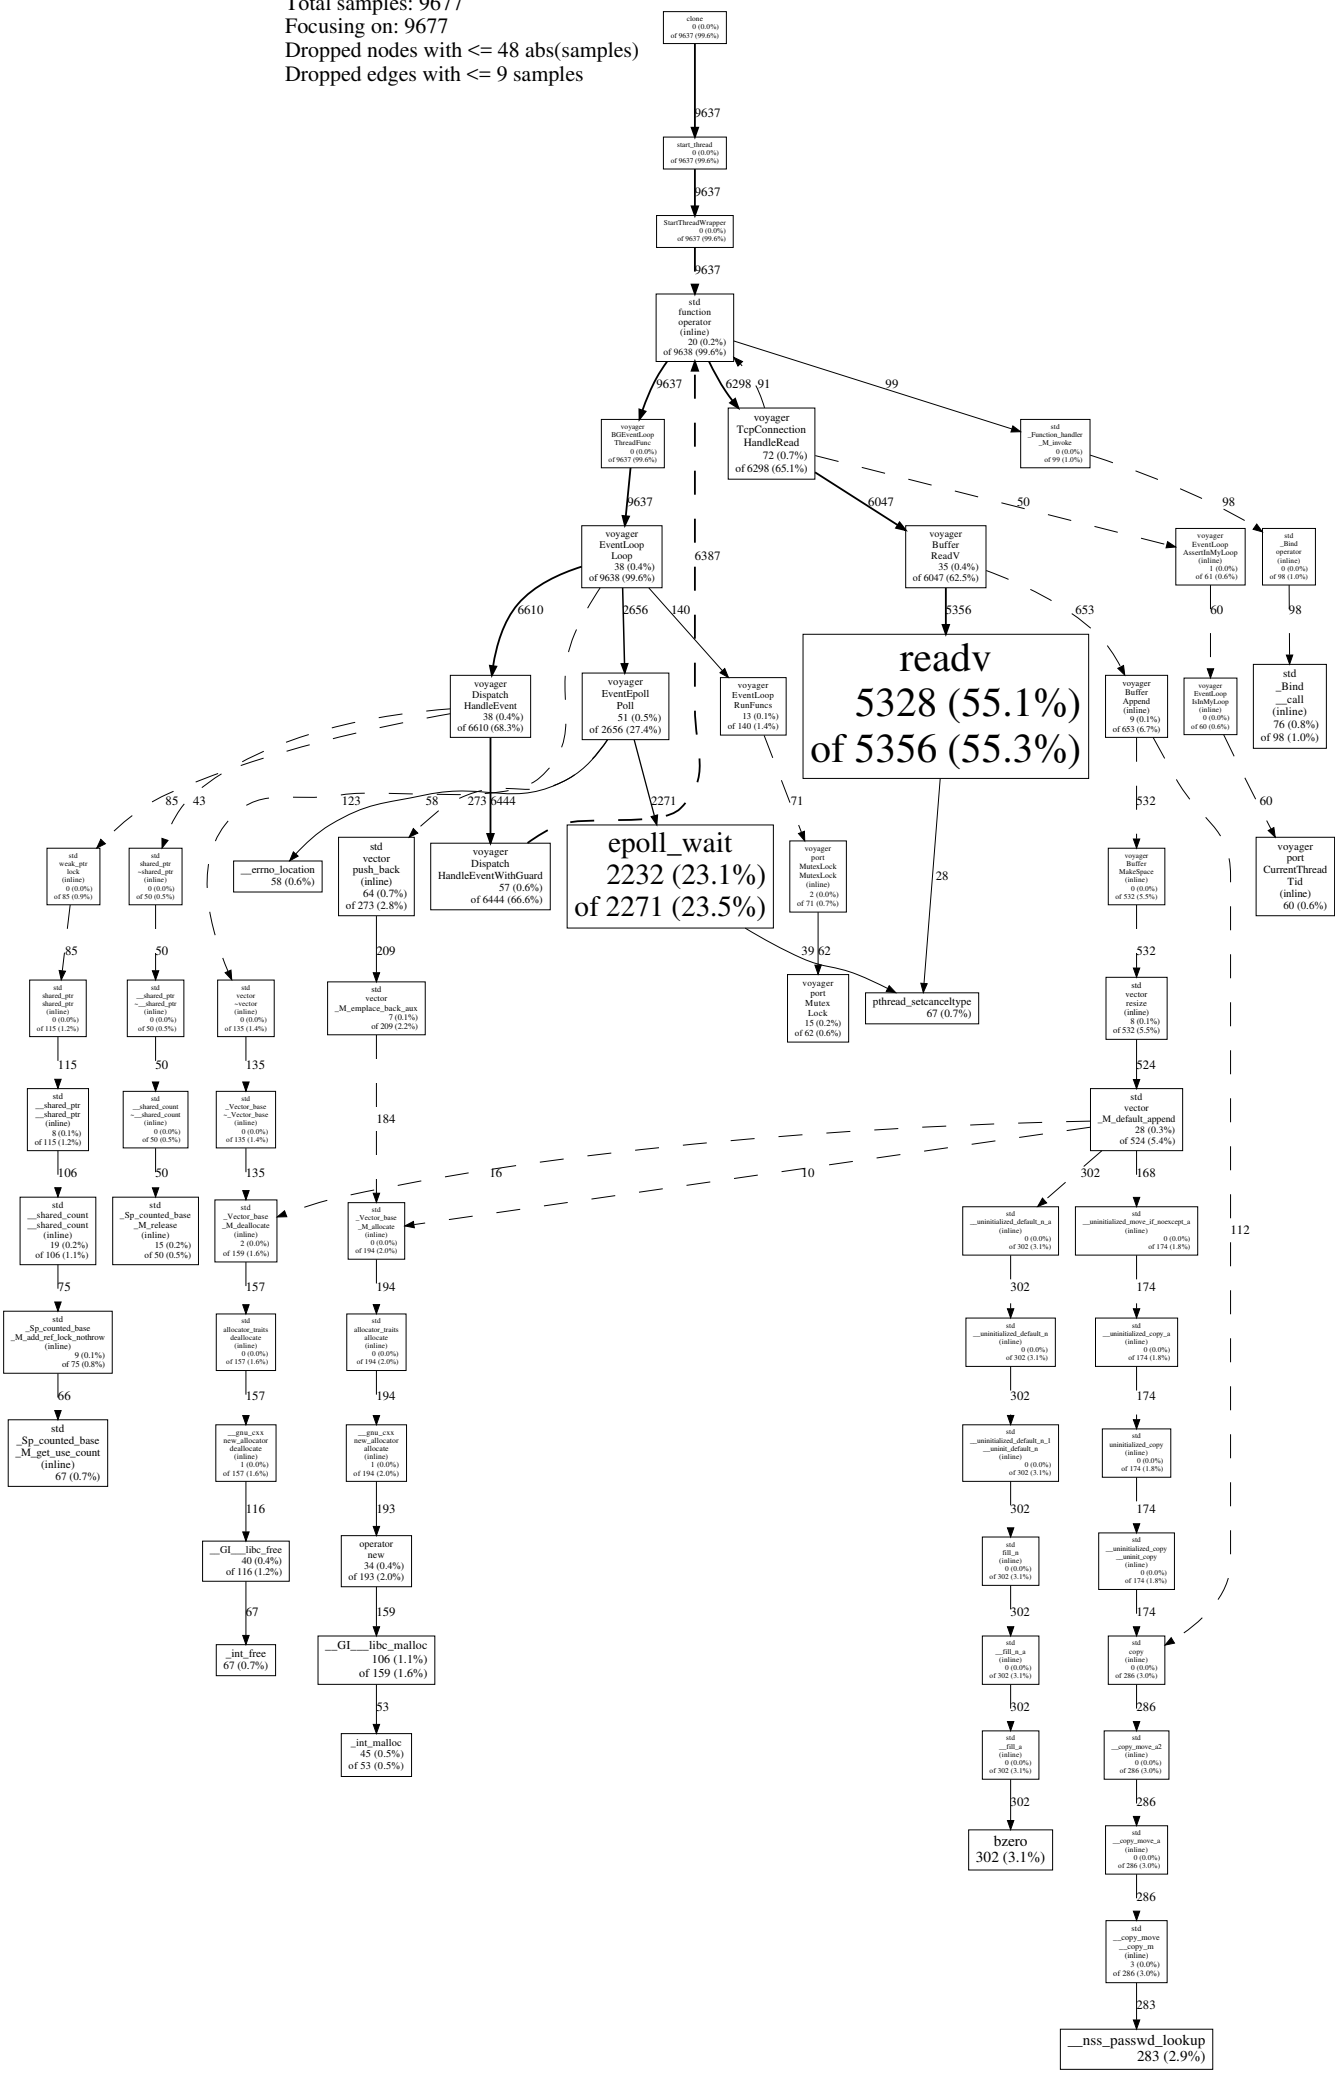 Total samples: 9677
Focusing on: 9677
Dropped nodes with <= 48 abs(samples)
Dropped edges with <= 9 samples
clone
0 (0.0%)
of 9637 (99.6%)
9637
start_thread
0 (0.0%)
of 9637 (99.6%)
9637
StartThreadWrapper
0 (0.0%)
of 9637 (99.6%)
9637
std
function
operator
(inline)
20 (0.2%)
of 9638 (99.6%)
9637
6298
91
99
voyager
BGEventLoop
ThreadFunc
0 (0.0%)
of 9637 (99.6%)
voyager
TcpConnection
HandleRead
72 (0.7%)
of 6298 (65.1%)
std
_Function_handler
_M_invoke
0 (0.0%)
of 99 (1.0%)
9637
6387
6047
50
98
voyager
EventLoop
Loop
38 (0.4%)
of 9638 (99.6%)
voyager
Buffer
ReadV
35 (0.4%)
of 6047 (62.5%)
voyager
EventLoop
AssertInMyLoop
(inline)
1 (0.0%)
of 61 (0.6%)
std
_Bind
operator
(inline)
0 (0.0%)
of 98 (1.0%)
6610
2656
140
5356
653
60
98
voyager
Dispatch
HandleEvent
38 (0.4%)
of 6610 (68.3%)
voyager
EventEpoll
Poll
51 (0.5%)
of 2656 (27.4%)
voyager
EventLoop
RunFuncs
13 (0.1%)
of 140 (1.4%)
readv
5328 (55.1%)
of 5356 (55.3%)
voyager
Buffer
Append
(inline)
9 (0.1%)
of 653 (6.7%)
voyager
EventLoop
IsInMyLoop
(inline)
0 (0.0%)
of 60 (0.6%)
std
_Bind
__call
(inline)
76 (0.8%)
of 98 (1.0%)
85
43
123
58
273
6444
2271
71
532
60
std
weak_ptr
lock
(inline)
0 (0.0%)
of 85 (0.9%)
std
shared_ptr
~shared_ptr
(inline)
0 (0.0%)
of 50 (0.5%)
__errno_location
58 (0.6%)
std
vector
push_back
(inline)
64 (0.7%)
of 273 (2.8%)
voyager
Dispatch
HandleEventWithGuard
57 (0.6%)
of 6444 (66.6%)
epoll_wait
2232 (23.1%)
of 2271 (23.5%)
voyager
port
MutexLock
MutexLock
(inline)
2 (0.0%)
of 71 (0.7%)
28
voyager
Buffer
MakeSpace
(inline)
0 (0.0%)
of 532 (5.5%)
voyager
port
CurrentThread
Tid
(inline)
60 (0.6%)
85
50
209
39
62
532
std
shared_ptr
shared_ptr
(inline)
0 (0.0%)
of 115 (1.2%)
std
__shared_ptr
~__shared_ptr
(inline)
0 (0.0%)
of 50 (0.5%)
std
vector
~vector
(inline)
0 (0.0%)
of 135 (1.4%)
std
vector
_M_emplace_back_aux
7 (0.1%)
of 209 (2.2%)
voyager
port
Mutex
Lock
15 (0.2%)
of 62 (0.6%)
pthread_setcanceltype
67 (0.7%)
std
vector
resize
(inline)
8 (0.1%)
of 532 (5.5%)
115
50
135
524
std
__shared_ptr
__shared_ptr
(inline)
8 (0.1%)
of 115 (1.2%)
std
__shared_count
~__shared_count
(inline)
0 (0.0%)
of 50 (0.5%)
std
_Vector_base
~_Vector_base
(inline)
0 (0.0%)
of 135 (1.4%)
184
std
vector
_M_default_append
28 (0.3%)
of 524 (5.4%)
106
50
135
16
10
302
168
std
__shared_count
__shared_count
(inline)
19 (0.2%)
of 106 (1.1%)
std
_Sp_counted_base
_M_release
(inline)
15 (0.2%)
of 50 (0.5%)
std
_Vector_base
_M_deallocate
(inline)
2 (0.0%)
of 159 (1.6%)
std
_Vector_base
_M_allocate
(inline)
0 (0.0%)
of 194 (2.0%)
std
__uninitialized_default_n_a
(inline)
0 (0.0%)
of 302 (3.1%)
std
__uninitialized_move_if_noexcept_a
(inline)
0 (0.0%)
of 174 (1.8%)
112
75
157
194
302
174
std
_Sp_counted_base
_M_add_ref_lock_nothrow
(inline)
9 (0.1%)
of 75 (0.8%)
std
allocator_traits
deallocate
(inline)
0 (0.0%)
of 157 (1.6%)
std
allocator_traits
allocate
(inline)
0 (0.0%)
of 194 (2.0%)
std
__uninitialized_default_n
(inline)
0 (0.0%)
of 302 (3.1%)
std
__uninitialized_copy_a
(inline)
0 (0.0%)
of 174 (1.8%)
66
157
194
302
174
std
_Sp_counted_base
_M_get_use_count
(inline)
67 (0.7%)
__gnu_cxx
new_allocator
deallocate
(inline)
1 (0.0%)
of 157 (1.6%)
__gnu_cxx
new_allocator
allocate
(inline)
1 (0.0%)
of 194 (2.0%)
std
__uninitialized_default_n_1
__uninit_default_n
(inline)
0 (0.0%)
of 302 (3.1%)
std
uninitialized_copy
(inline)
0 (0.0%)
of 174 (1.8%)
116
193
302
174
__GI___libc_free
40 (0.4%)
of 116 (1.2%)
operator
new
34 (0.4%)
of 193 (2.0%)
std
fill_n
(inline)
0 (0.0%)
of 302 (3.1%)
std
__uninitialized_copy
__uninit_copy
(inline)
0 (0.0%)
of 174 (1.8%)
67
159
302
174
_int_free
67 (0.7%)
__GI___libc_malloc
106 (1.1%)
of 159 (1.6%)
std
__fill_n_a
(inline)
0 (0.0%)
of 302 (3.1%)
std
copy
(inline)
0 (0.0%)
of 286 (3.0%)
53
302
286
_int_malloc
45 (0.5%)
of 53 (0.5%)
std
__fill_a
(inline)
0 (0.0%)
of 302 (3.1%)
std
__copy_move_a2
(inline)
0 (0.0%)
of 286 (3.0%)
302
286
bzero
302 (3.1%)
std
__copy_move_a
(inline)
0 (0.0%)
of 286 (3.0%)
286
std
__copy_move
__copy_m
(inline)
3 (0.0%)
of 286 (3.0%)
283
__nss_passwd_lookup
283 (2.9%)